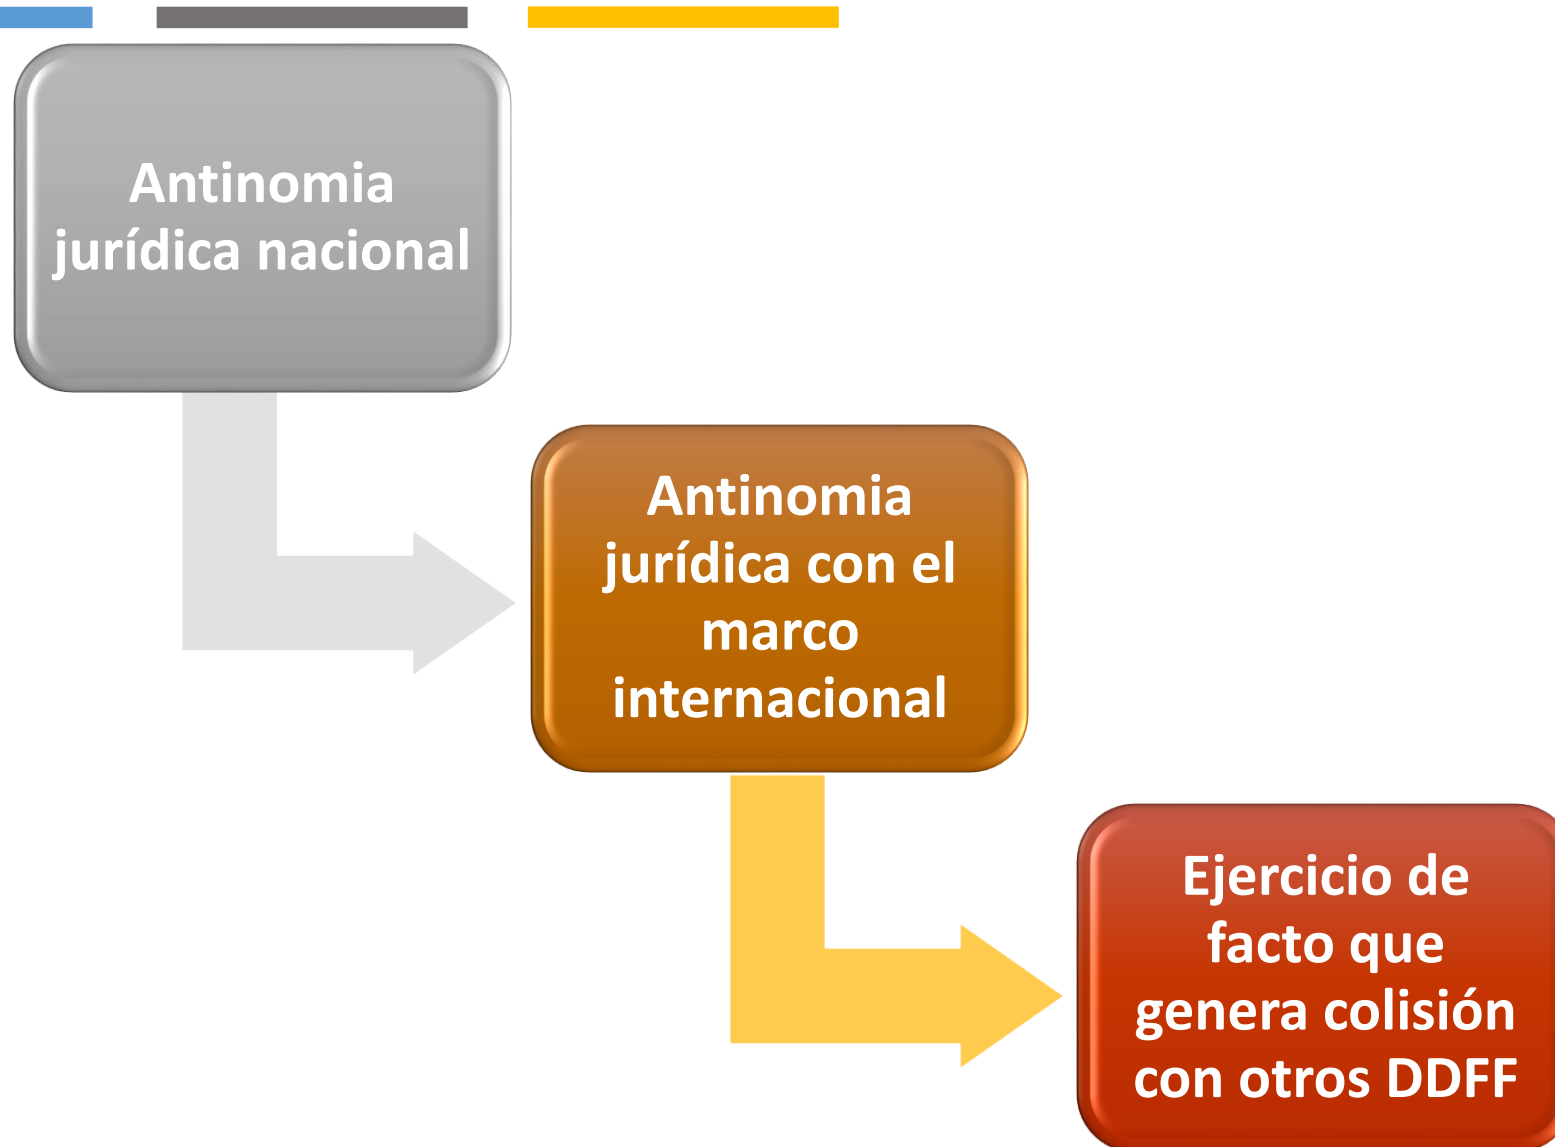 Antinomia
jurídica nacional
Antinomia
jurídica con el
marco
internacional
Ejercicio de
facto que
genera colisión
con otros DDFF